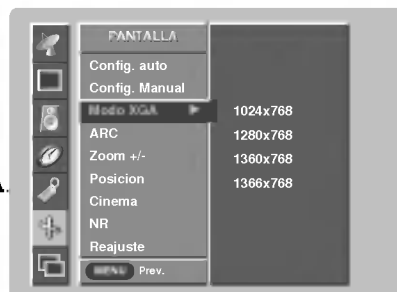 PANTALLA
Config. auto
Config. Manual
Modo XGA
1024x768
ARC
1280x768
Zoom +/-
1360x768
Posicion
1366x768
Cinema
NR
Reajuste
MENU Prev.